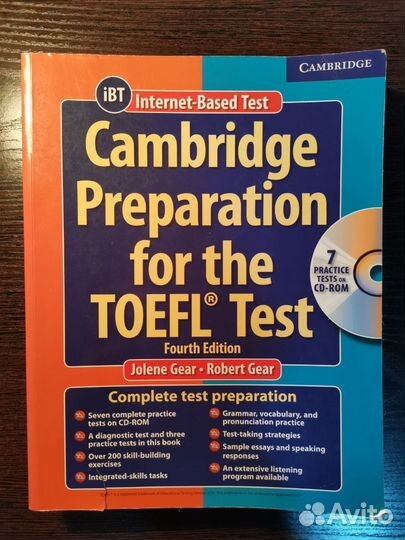 CAMBRIDGE
iBT Internet-Based Test
Cambridge
Preparation
for the
TOEFL® Test
Fourth Edition
Jolene Gear • Robert Gear
7
PRACTICE
TESTS ON
CD-ROM
Complete test preparation
Seven complete practice
tests on CD-ROM
A diagnostic test and three
practice tests in this book
Over 200 skill-building
exercises
Integrated-skills tasks
Grammar, vocabulary, and
pronunciation practice
Test-taking strategies
Sample essays and speaking
responses
An extensive listening
program available
Avito